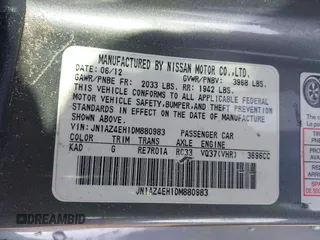 MANUFACTURED BY NISSAN MOTOR CO.,LTD.
DATE: 06/12 GVWR/PNBV: 3968 LBS.
GAWR/PNBE FR: 2033 LBS. RR: 1942 LBS.
THIS VEHICLE CONFORMS TO ALL APPLICABLE FEDERAL
MOTOR VEHICLE SAFETY, BUMPER, AND THEFT PREVENTION
STANDARDS IN EFFECT ON THE DATE OF MANUFACTURE
SHOWN ABOVE.
VIN: JN1AZ4EH1DM880983 PASSENGER CAR
COLOR TRIM TRANS AXLE ENGINE
KAD G RE7R01A RC33 VQ37(VHR) 3696CC
JN1AZ4EH1DM880983
DREAMBID